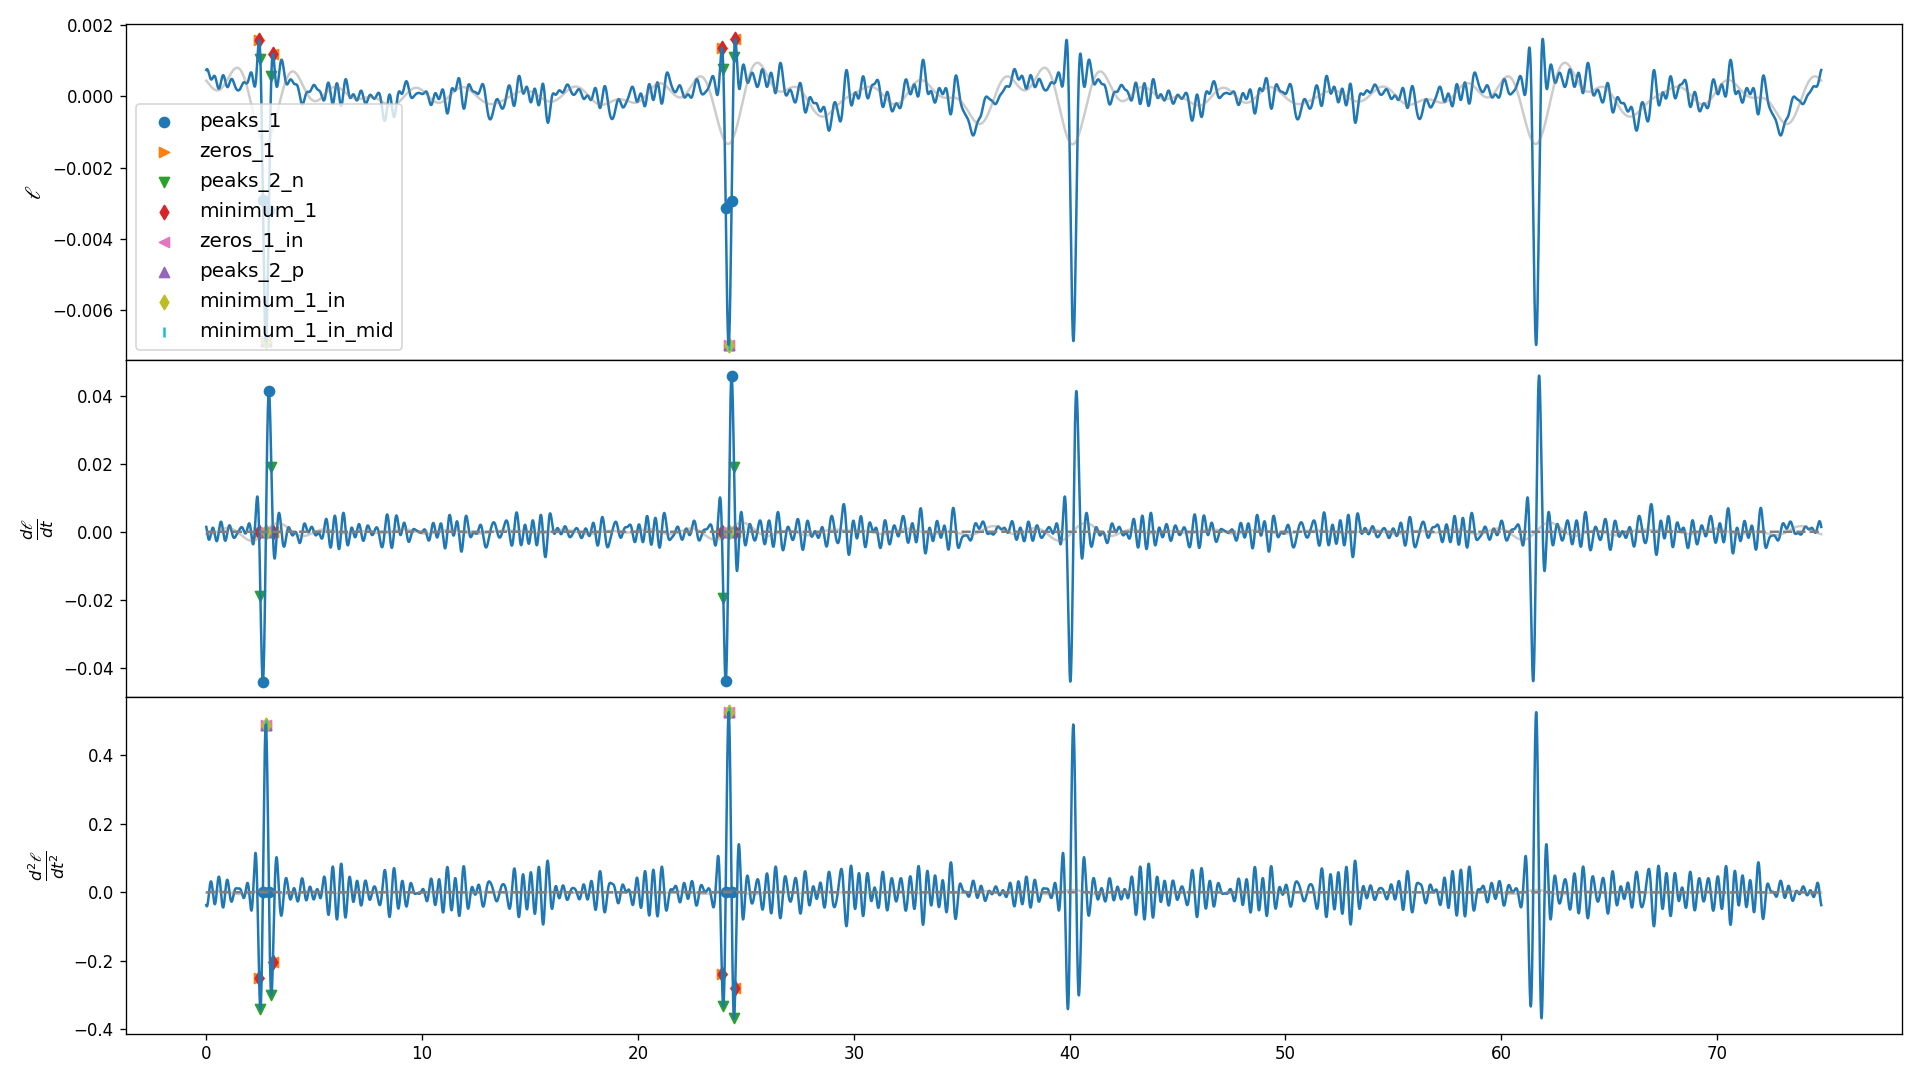 0.002
0.000
−0.002
−0.004
−0.006
ℓ
peaks_1
zeros_1
peaks_2_n
minimum_1
zeros_1_in
peaks_2_p
minimum_1_in
minimum_1_in_mid
0.04
0.02
0.00
−0.02
−0.04
dℓ
dt
0.4
0.2
0.0
−0.2
−0.4
d²ℓ
dt²
0 10 20 30 40 50 60 70